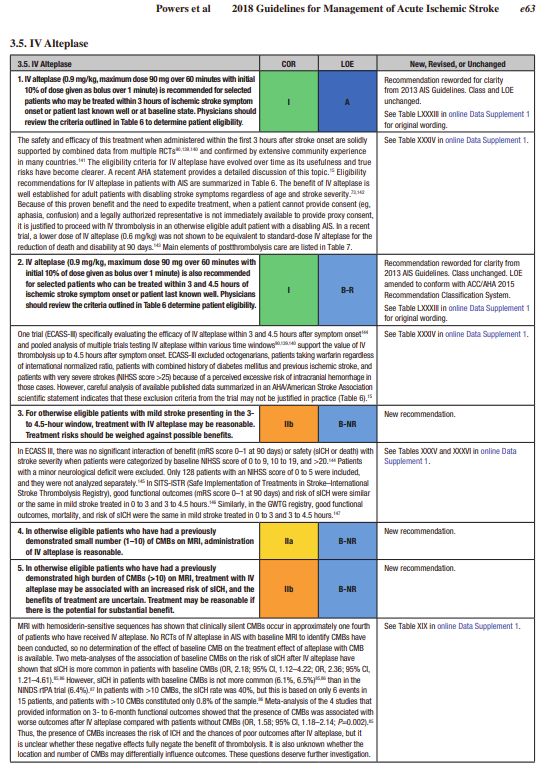 Powers et al 2018 Guidelines for Management of Acute Ischemic Stroke e63
3.5. IV Alteplase
3.5. IV Alteplase COR LOE New, Revised, or Unchanged
1. IV alteplase (0.9 mg/kg, maximum dose 90 mg over 60 minutes with initial
10% of dose given as bolus over 1 minute) is recommended for selected
patients who may be treated within 3 hours of ischemic stroke symptom
onset or patient last known well or at baseline state. Physicians should
review the criteria outlined in Table 6 to determine patient eligibility.
I
A
Recommendation reworded for clarity
from 2013 AIS Guidelines. Class and LOE
unchanged.
See Table LXXXIII in online Data Supplement 1
for original wording.
The safety and efficacy of this treatment when administered within the first 3 hours after stroke onset are solidly
supported by combined data from multiple RCTs90,139,140 and confirmed by extensive community experience
in many countries.141 The eligibility criteria for IV alteplase have evolved over time as its usefulness and true
risks have become clearer. A recent AHA statement provides a detailed discussion of this topic.15 Eligibility
recommendations for IV alteplase in patients with AIS are summarized in Table 6. The benefit of IV alteplase is
well established for adult patients with disabling stroke symptoms regardless of age and stroke severity.73,142
Because of this proven benefit and the need to expedite treatment, when a patient cannot provide consent (eg,
aphasia, confusion) and a legally authorized representative is not immediately available to provide proxy consent,
it is justified to proceed with IV thrombolysis in an otherwise eligible adult patient with a disabling AIS. In a recent
trial, a lower dose of IV alteplase (0.6 mg/kg) was not shown to be equivalent to standard-dose IV alteplase for the
reduction of death and disability at 90 days.143 Main elements of postthrombolysis care are listed in Table 7.
See Table XXXIV in online Data Supplement 1.
2. IV alteplase (0.9 mg/kg, maximum dose 90 mg over 60 minutes with
initial 10% of dose given as bolus over 1 minute) is also recommended
for selected patients who can be treated within 3 and 4.5 hours of
ischemic stroke symptom onset or patient last known well. Physicians
should review the criteria outlined in Table 6 determine patient eligibility.
I
B-R
Recommendation reworded for clarity from
2013 AIS Guidelines. Class unchanged. LOE
amended to conform with ACC/AHA 2015
Recommendation Classification System.
See Table LXXXIII in online Data Supplement 1
for original wording.
One trial (ECASS-III) specifically evaluating the efficacy of IV alteplase within 3 and 4.5 hours after symptom onset144
and pooled analysis of multiple trials testing IV alteplase within various time windows90,139,140 support the value of IV
thrombolysis up to 4.5 hours after symptom onset. ECASS-III excluded octogenarians, patients taking warfarin regardless
of international normalized ratio, patients with combined history of diabetes mellitus and previous ischemic stroke, and
patients with very severe strokes (NIHSS score >25) because of a perceived excessive risk of intracranial hemorrhage in
those cases. However, careful analysis of available published data summarized in an AHA/American Stroke Association
scientific statement indicates that these exclusion criteria from the trial may not be justified in practice (Table 6).15
See Table XXXIV in online Data Supplement 1.
3. For otherwise eligible patients with mild stroke presenting in the 3-
to 4.5-hour window, treatment with IV alteplase may be reasonable.
Treatment risks should be weighed against possible benefits.
IIb
B-NR
New recommendation.
In ECASS III, there was no significant interaction of benefit (mRS score 0–1 at 90 days) or safety (sICH or death) with
stroke severity when patients were categorized by baseline NIHSS score of 0 to 9, 10 to 19, and >20.144 Patients
with a minor neurological deficit were excluded. Only 128 patients with an NIHSS score of 0 to 5 were included,
and they were not analyzed separately.145 In SITS-ISTR (Safe Implementation of Treatments in Stroke–International
Stroke Thrombolysis Registry), good functional outcomes (mRS score 0–1 at 90 days) and risk of sICH were similar
or the same in mild stroke treated in 0 to 3 and 3 to 4.5 hours.146 Similarly, in the GWTG registry, good functional
outcomes, mortality, and risk of sICH were the same in mild stroke treated in 0 to 3 and 3 to 4.5 hours.147
See Tables XXXV and XXXVI in online Data
Supplement 1.
4. In otherwise eligible patients who have had a previously
demonstrated small number (1–10) of CMBs on MRI, administration
of IV alteplase is reasonable.
IIa
B-NR
New recommendation.
5. In otherwise eligible patients who have had a previously
demonstrated high burden of CMBs (>10) on MRI, treatment with IV
alteplase may be associated with an increased risk of sICH, and the
benefits of treatment are uncertain. Treatment may be reasonable if
there is the potential for substantial benefit.
IIb
B-NR
New recommendation.
MRI with hemosiderin-sensitive sequences has shown that clinically silent CMBs occur in approximately one fourth
of patients who have received IV alteplase. No RCTs of IV alteplase in AIS with baseline MRI to identify CMBs have
been conducted, so no determination of the effect of baseline CMB on the treatment effect of alteplase with CMB
is available. Two meta-analyses of the association of baseline CMBs on the risk of sICH after IV alteplase have
shown that sICH is more common in patients with baseline CMBs (OR, 2.18; 95% CI, 1.12–4.22; OR, 2.36; 95% CI,
1.21–4.61).85,86 However, sICH in patients with baseline CMBs is not more common (6.1%, 6.5%)85,86 than in the
NINDS rtPA trial (6.4%).87 In patients with >10 CMBs, the sICH rate was 40%, but this is based on only 6 events in
15 patients, and patients with >10 CMBs constituted only 0.8% of the sample.86 Meta-analysis of the 4 studies that
provided information on 3- to 6-month functional outcomes showed that the presence of CMBs was associated with
worse outcomes after IV alteplase compared with patients without CMBs (OR, 1.58; 95% CI, 1.18–2.14; P=0.002).85
Thus, the presence of CMBs increases the risk of ICH and the chances of poor outcomes after IV alteplase, but it
is unclear whether these negative effects fully negate the benefit of thrombolysis. It is also unknown whether the
location and number of CMBs may differentially influence outcomes. These questions deserve further investigation.
See Table XIX in online Data Supplement 1.